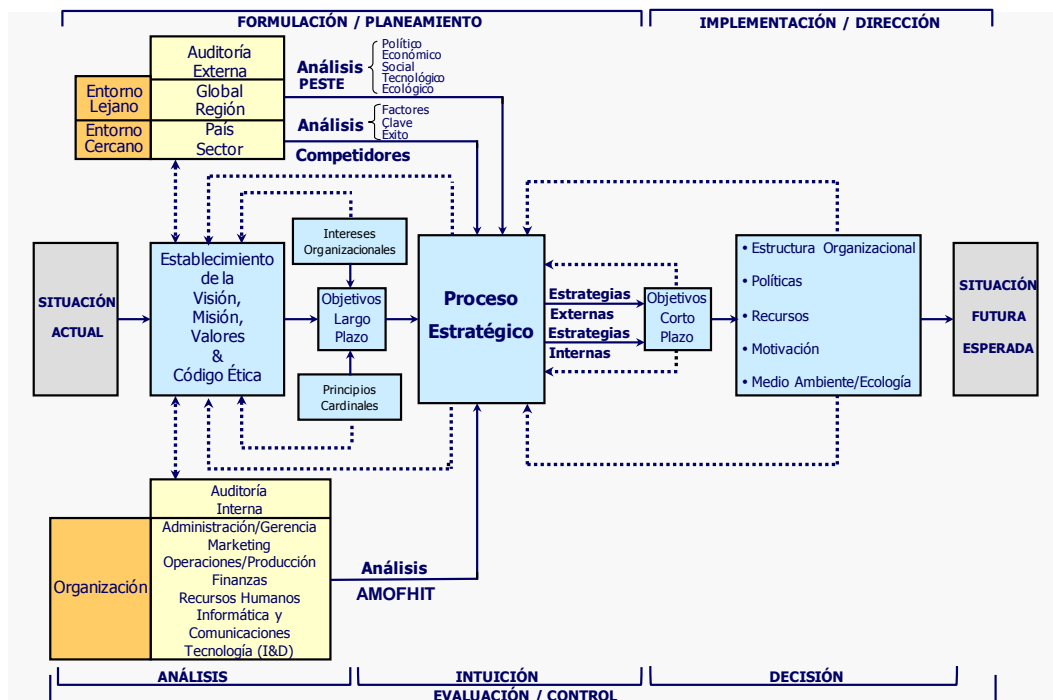 FORMULACIÓN / PLANEAMIENTO
IMPLEMENTACIÓN / DIRECCIÓN
Auditoría
Externa
Entorno
Lejano
Global
Región
Entorno
Cercano
País
Sector
Análisis
PESTE
Político
Económico
Social
Tecnológico
Ecológico
Análisis
Competidores
Factores
Clave
Éxito
SITUACIÓN
ACTUAL
Establecimiento
de la
Visión,
Misión,
Valores
&
Código Ética
Intereses
Organizacionales
Objetivos
Largo
Plazo
Principios
Cardinales
Proceso
Estratégico
Estrategias
Externas
Estrategias
Internas
Objetivos
Corto
Plazo
• Estructura Organizacional
• Políticas
• Recursos
• Motivación
• Medio Ambiente/Ecología
SITUACIÓN
FUTURA
ESPERADA
Auditoría
Interna
Organización
Administración/Gerencia
Marketing
Operaciones/Producción
Finanzas
Recursos Humanos
Informática y
Comunicaciones
Tecnología (I&D)
Análisis
AMOFHIT
ANÁLISIS
INTUICIÓN
DECISIÓN
EVALUACIÓN / CONTROL